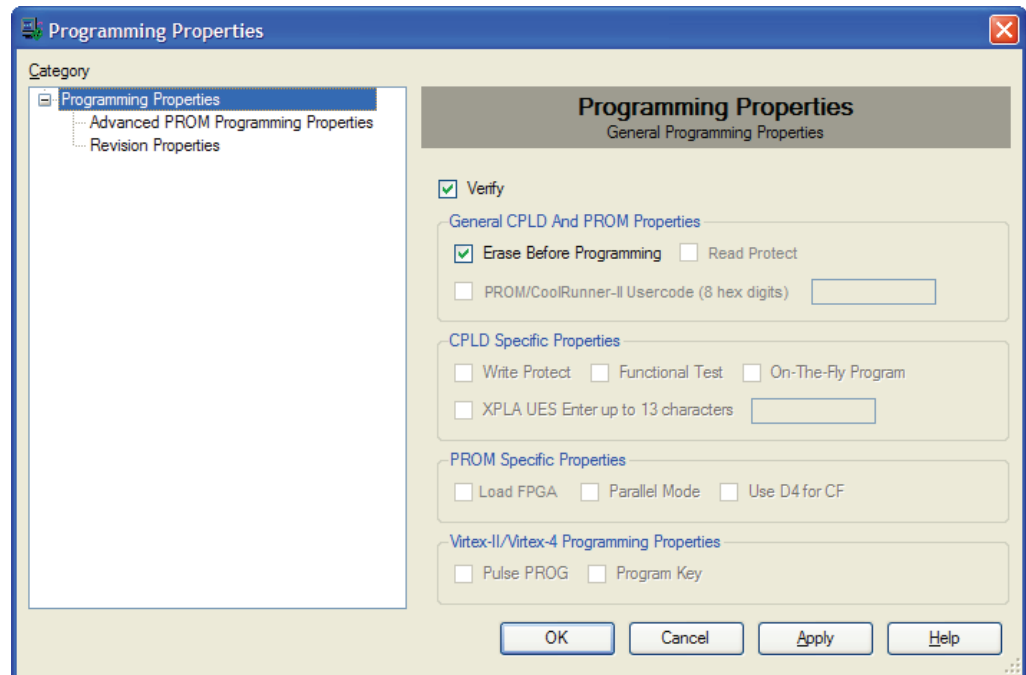 Programming Properties
Category
Programming Properties
Advanced PROM Programming Properties
Revision Properties
Programming Properties
General Programming Properties
Verify
General CPLD And PROM Properties
Erase Before Programming Read Protect
PROM/CoolRunner-II Usercode (8 hex digits)
CPLD Specific Properties
Write Protect Functional Test On-The-Fly Program
XPLA UES Enter up to 13 characters
PROM Specific Properties
Load FPGA Parallel Mode Use D4 for CF
Virtex-II/Virtex-4 Programming Properties
Pulse PROG Program Key
OK Cancel Apply Help